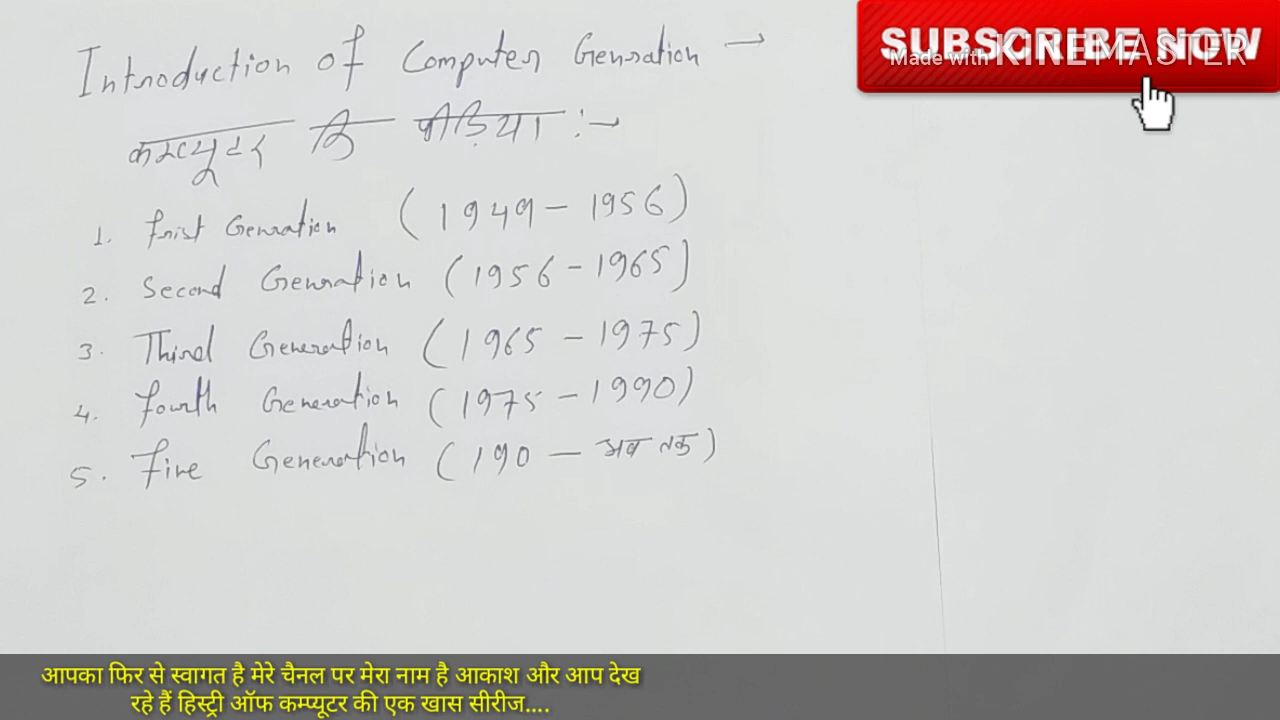 Introduction of Computer Genration →
SUBSCRIBE NOW
Made with KINEMASTER
कम्प्यूटर कि पीड़िया :→
1. Frist Genration (1949 - 1956)
2. Second Genration (1956 - 1965)
3. Third Generation (1965 - 1975)
4. Fourth Generation (1975 - 1990)
5. Five Generation (190 - अब तक)
आपका फिर से स्वागत है मेरे चैनल पर मेरा नाम है आकाश और आप देख
रहे हैं हिस्ट्री ऑफ कम्प्यूटर की एक खास सीरीज....